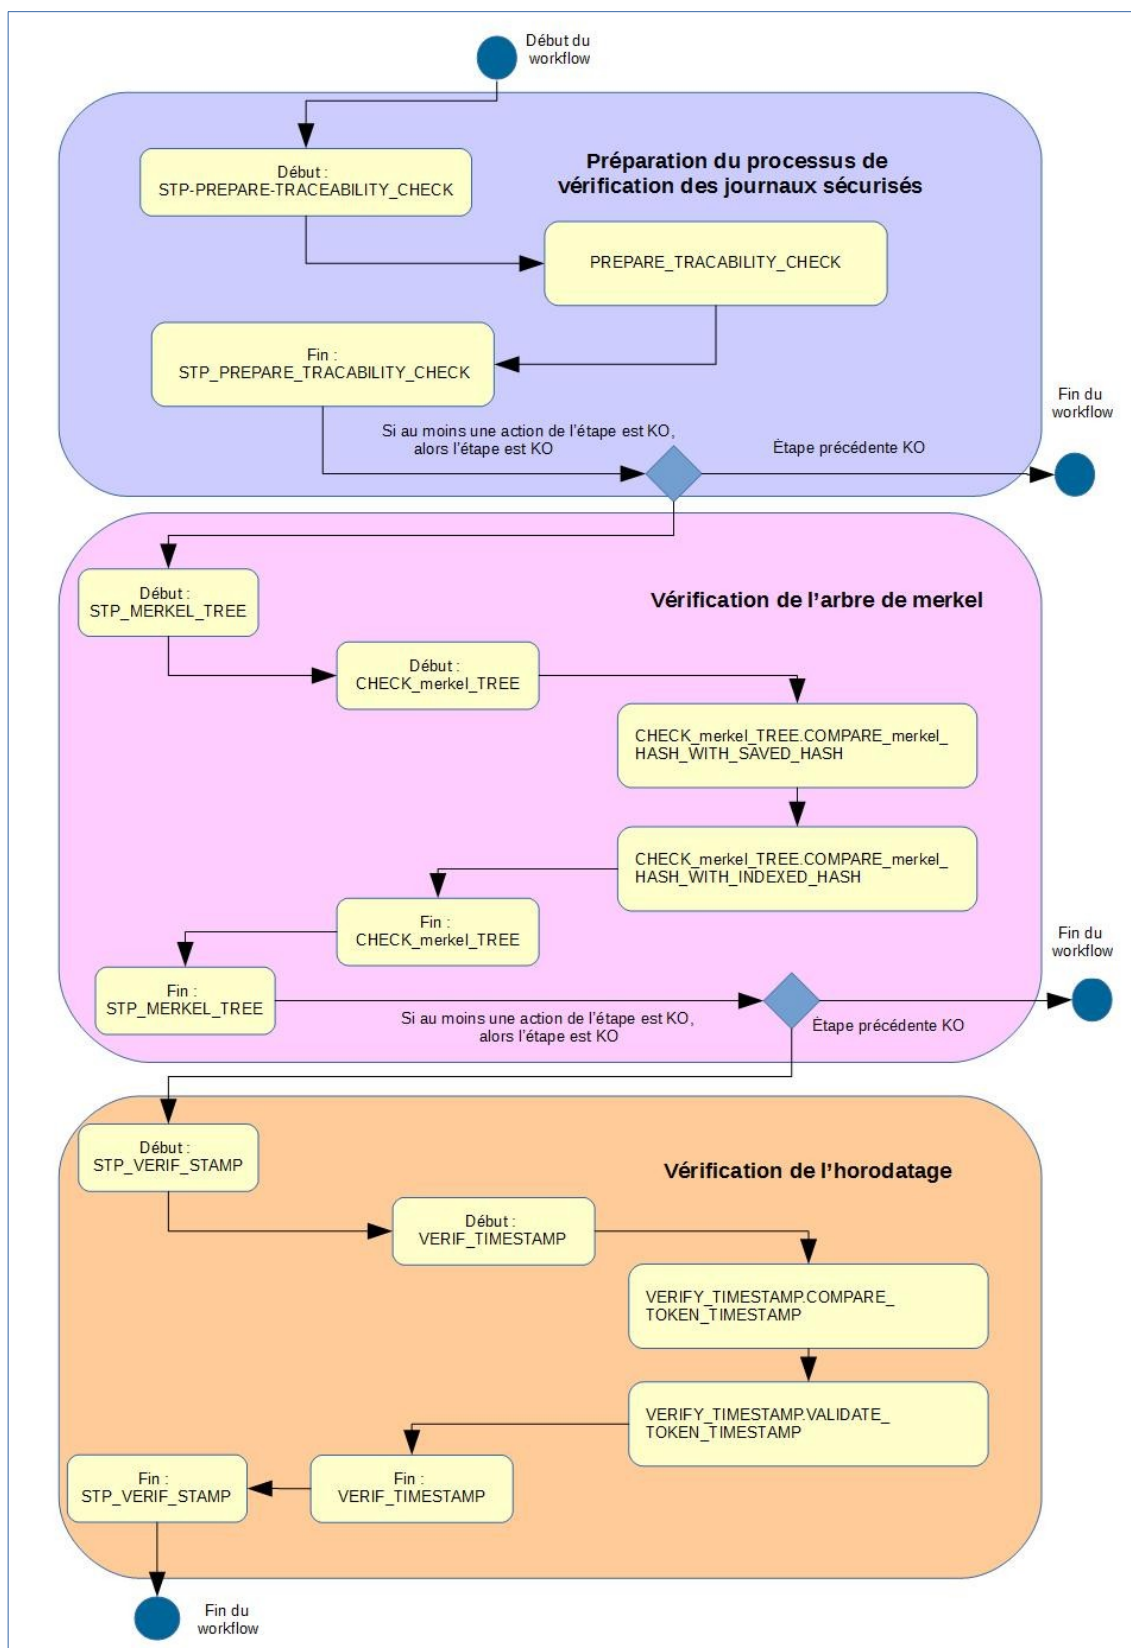 Début du
workflow
Préparation du processus de
vérification des journaux sécurisés
Début :
STP-PREPARE-TRACEABILITY_CHECK
PREPARE_TRACABILITY_CHECK
Fin :
STP_PREPARE_TRACABILITY_CHECK
Si au moins une action de l’étape est KO,
alors l’étape est KO
Étape précédente KO
Fin du
workflow
Vérification de l’arbre de merkel
Début :
STP_MERKEL_TREE
Début :
CHECK_merkel_TREE
CHECK_merkel_TREE.COMPARE_merkel_
HASH_WITH_SAVED_HASH
CHECK_merkel_TREE.COMPARE_merkel_
HASH_WITH_INDEXED_HASH
Fin :
CHECK_merkel_TREE
Fin :
STP_MERKEL_TREE
Si au moins une action de l’étape est KO,
alors l’étape est KO
Étape précédente KO
Fin du
workflow
Vérification de l’horodatage
Début :
STP_VERIF_STAMP
Début :
VERIF_TIMESTAMP
VERIFY_TIMESTAMP.COMPARE_
TOKEN_TIMESTAMP
VERIFY_TIMESTAMP.VALIDATE_
TOKEN_TIMESTAMP
Fin :
VERIF_TIMESTAMP
Fin :
STP_VERIF_STAMP
Fin du
workflow